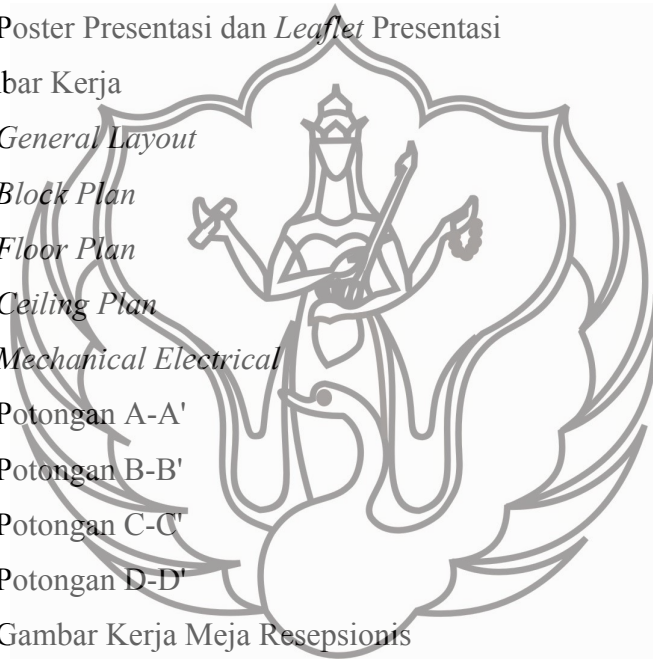 Poster Presentasi dan Leaflet Presentasi
bar Kerja
General Layout
Block Plan
Floor Plan
Ceiling Plan
Mechanical Electrical
Potongan A-A'
Potongan B-B'
Potongan C-C'
Potongan D-D'
Gambar Kerja Meja Resepsionis